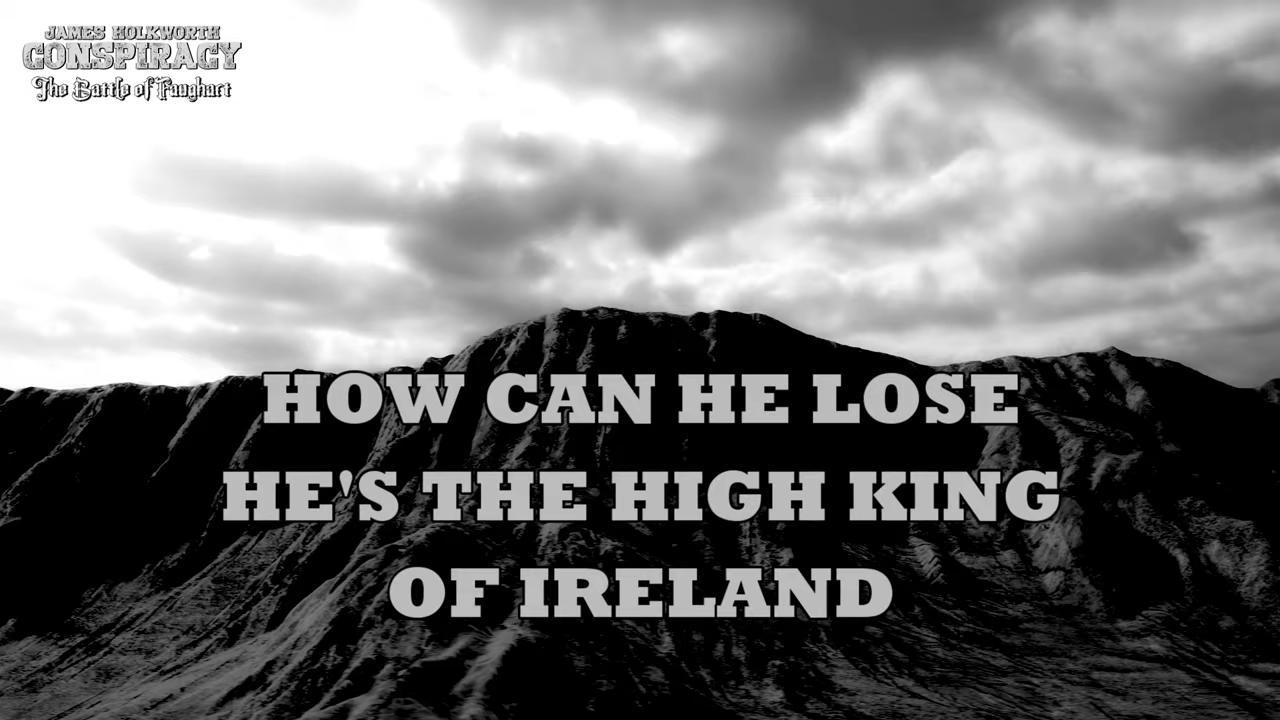 JAMES HOLKWORTH
CONSPIRACY
The Battle of Faughart
HOW CAN HE LOSE
HE'S THE HIGH KING
OF IRELAND